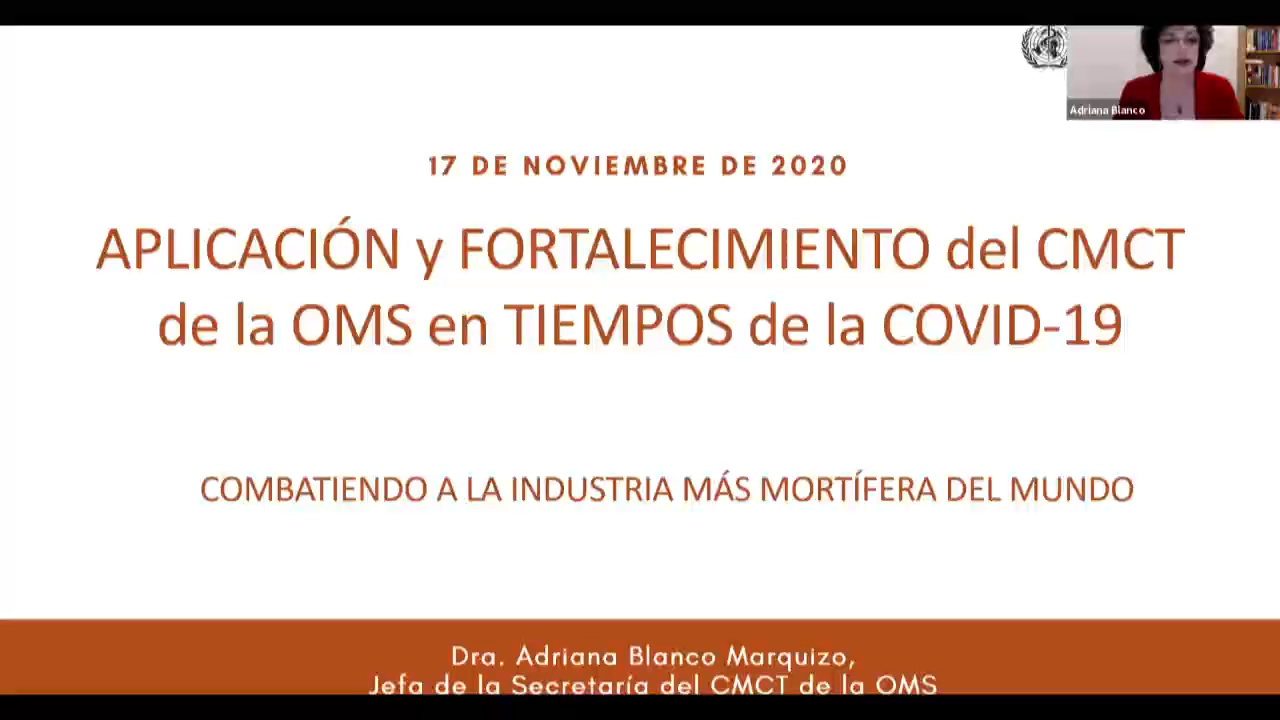 Adriana Blanco
17 DE NOVIEMBRE DE 2020
APLICACIÓN y FORTALECIMIENTO del CMCT
de la OMS en TIEMPOS de la COVID-19
COMBATIENDO A LA INDUSTRIA MÁS MORTÍFERA DEL MUNDO
Dra. Adriana Blanco Marquizo,
Jefa de la Secretaría del CMCT de la OMS